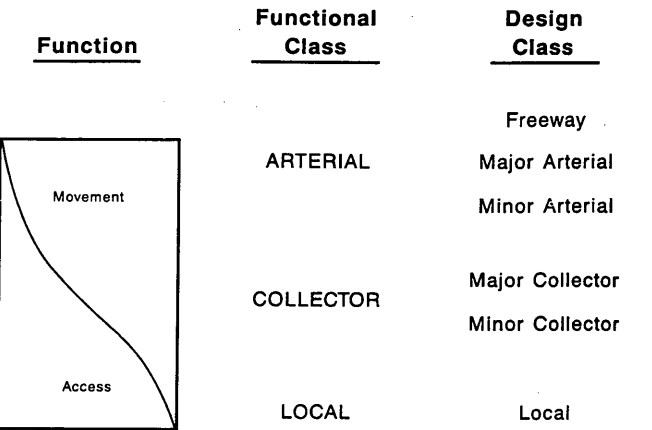 Function
Functional
Class
Design
Class
Movement
Access
ARTERIAL
COLLECTOR
LOCAL
Freeway
Major Arterial
Minor Arterial
Major Collector
Minor Collector
Local